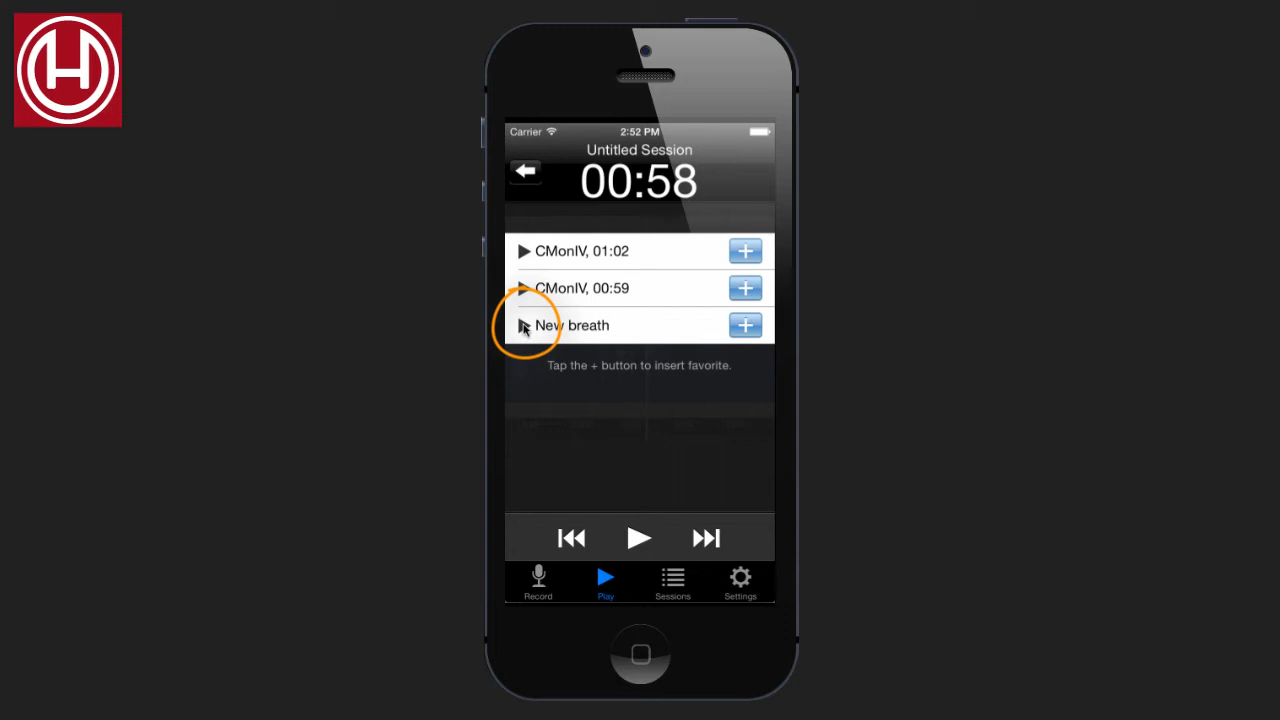 H
Carrier 2:52 PM
Untitled Session
00:58
CMonIV, 01:02
CMonIV, 00:59
New breath
Tap the + button to insert favorite.
Record Play Sessions Settings